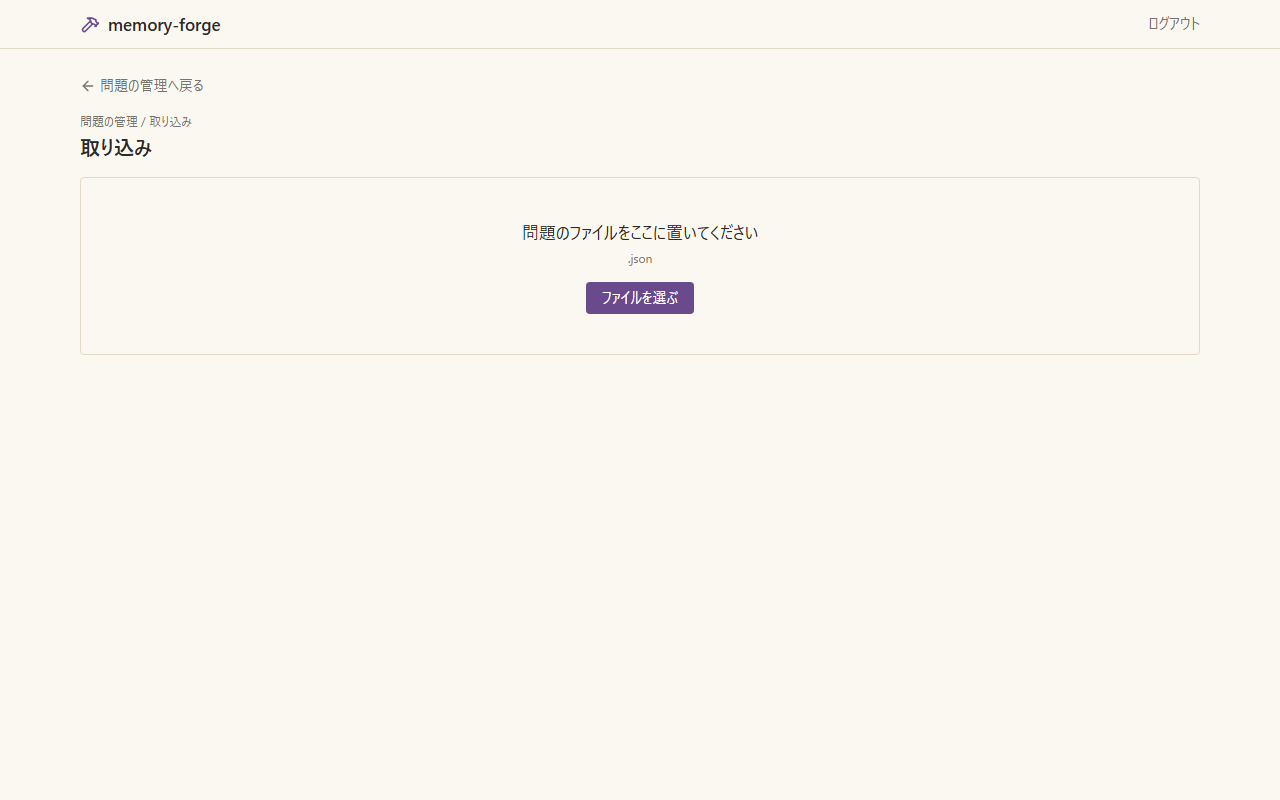 memory-forge
ログアウト
← 問題の管理へ戻る
問題の管理 / 取り込み
取り込み
問題のファイルをここに置いてください
.json
ファイルを選ぶ